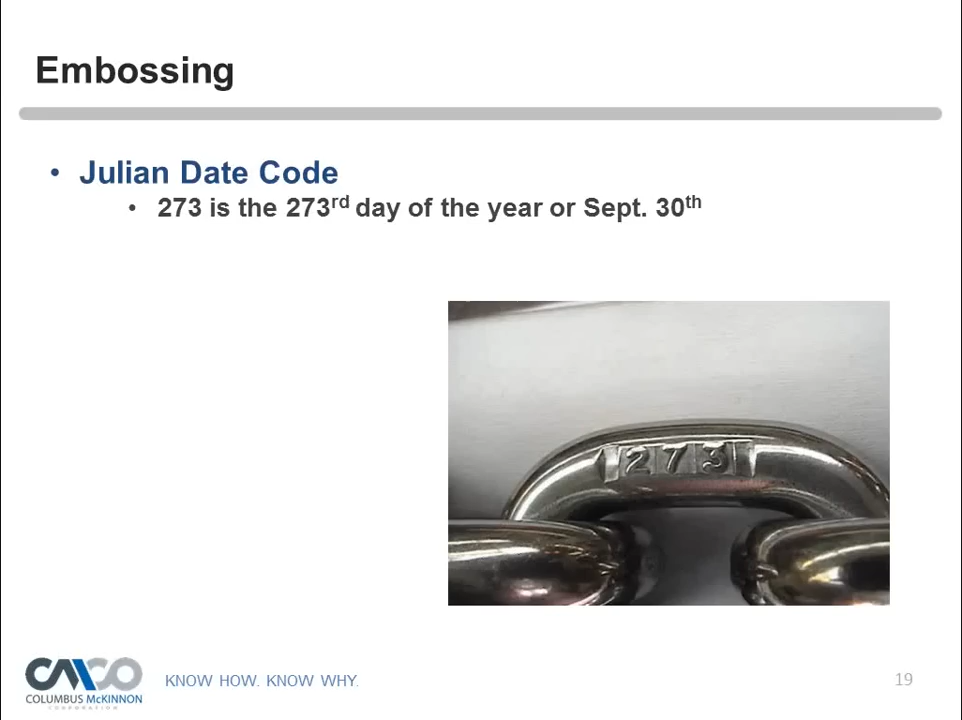 Embossing
• Julian Date Code
• 273 is the 273rd day of the year or Sept. 30th
273
CMCO
COLUMBUS McKINNON
CORPORATION
KNOW HOW. KNOW WHY.
19